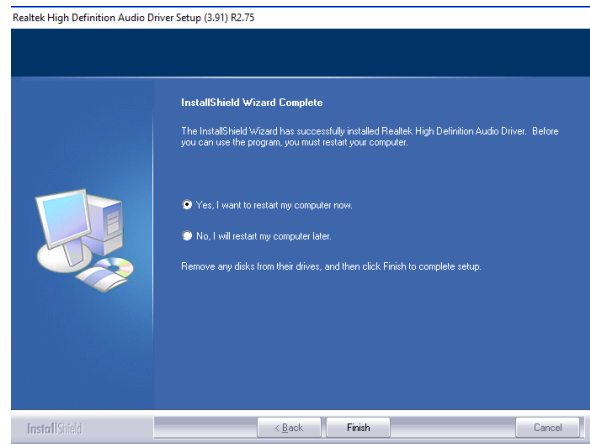 Realtek High Definition Audio Driver Setup (3.91) R2.75
InstallShield Wizard Complete
The InstallShield Wizard has successfully installed Realtek High Definition Audio Driver. Before
you can use the program, you must restart your computer.
Yes, I want to restart my computer now.
No, I will restart my computer later.
Remove any disks from their drives, and then click Finish to complete setup.
InstallShield
< Back
Finish
Cancel